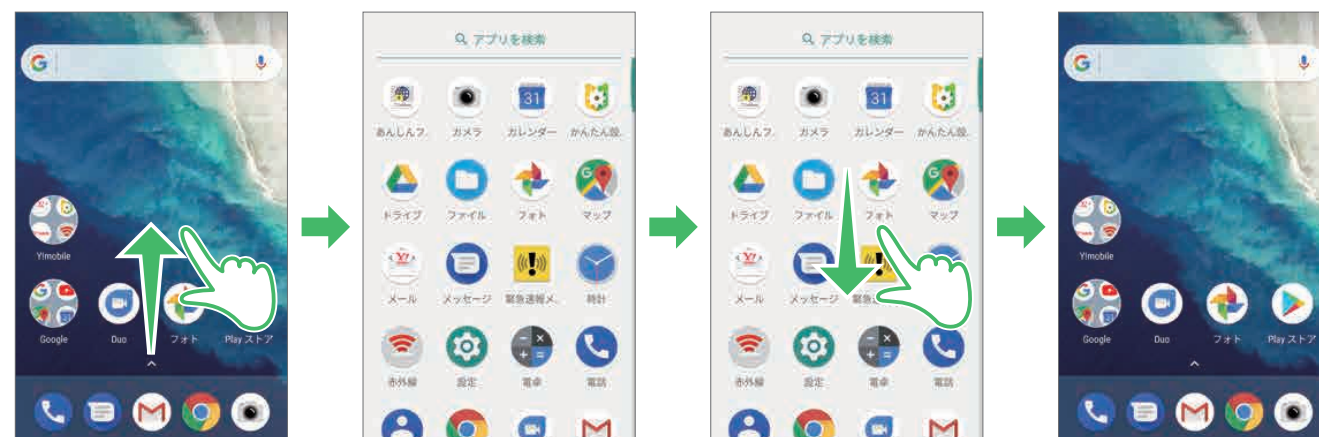 Y!mobile
Google Duo フォト Play ストア
アプリを検索
あんしんフ. カメラ カレンダー かんたん設.
ドライブ ファイル フォト マップ
メール メッセージ 緊急速報メ. 時計
赤外線 設定 電卓 電話
アプリを検索
あんしんフ. カメラ カレンダー かんたん設.
ドライブ ファイル フォト マップ
メール メッセージ 緊急
赤外線 設定 電卓 電話
Y!mobile
Google Duo フォト Play ストア